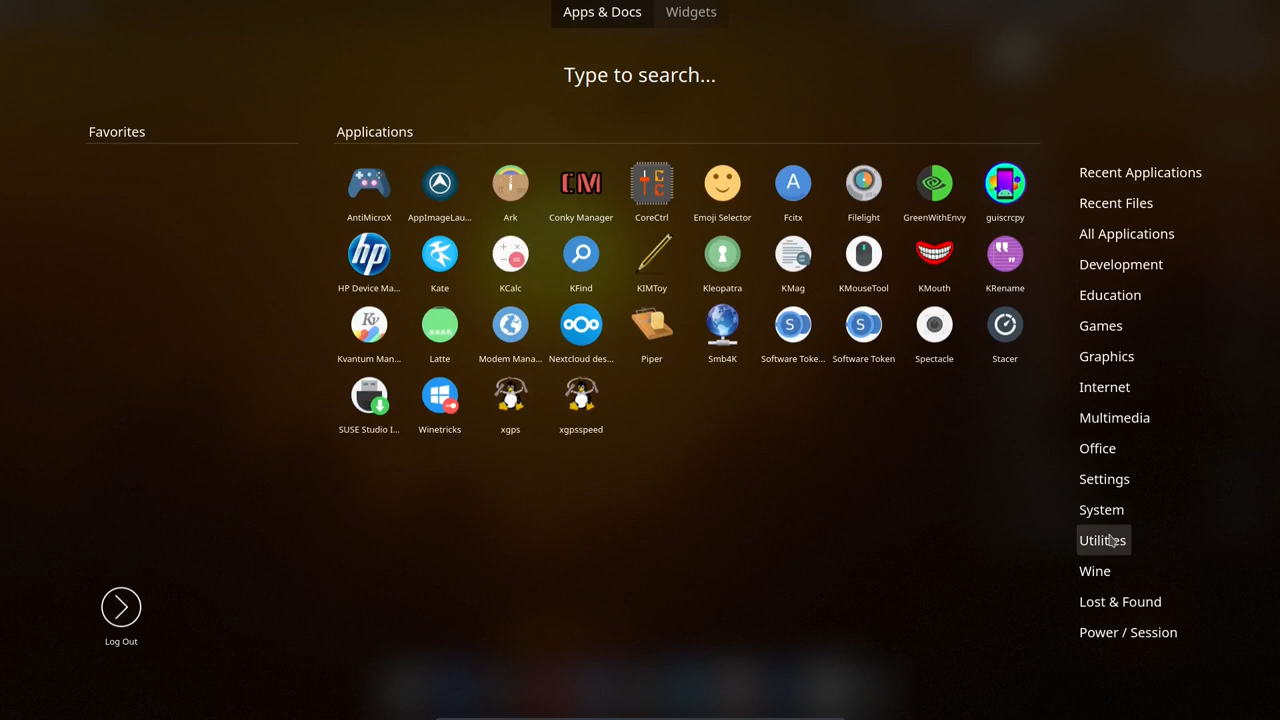 Apps & Docs Widgets
Type to search...
Favorites
Applications
AntiMicroX AppImageLau... Ark Conky Manager CoreCtrl Emoji Selector Fcitx Filelight GreenWithEnvy guiscrcpy
HP Device Ma... Kate KCalc KFind KIMToy Kleopatra KMag KMouseTool KMouth KRename
Kvantum Man... Latte Modem Mana... Nextcloud des... Piper Smb4K Software Toke... Software Token Spectacle Stacer
SUSE Studio I... Winetricks xgps xgpsspeed
Recent Applications
Recent Files
All Applications
Development
Education
Games
Graphics
Internet
Multimedia
Office
Settings
System
Utilities
Wine
Lost & Found
Power / Session
Log Out